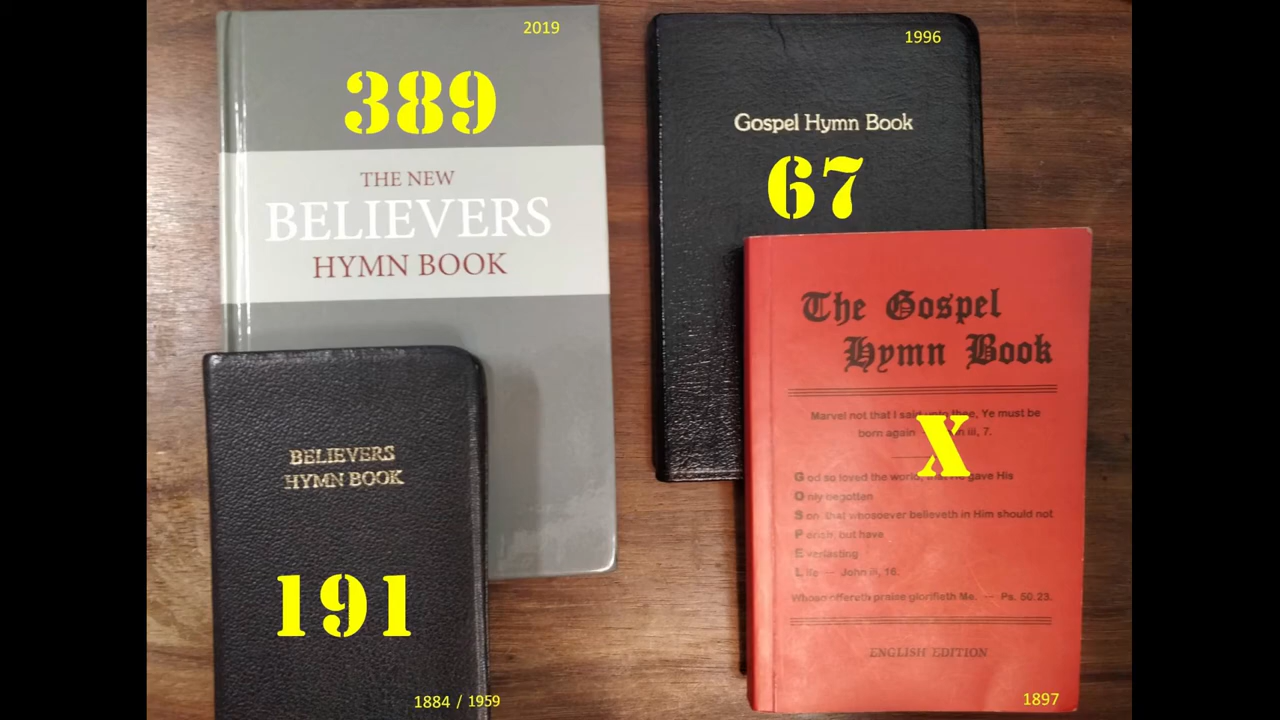 2019
389
THE NEW
BELIEVERS
HYMN BOOK
BELIEVERS
HYMN BOOK
191
1884 / 1959
1996
Gospel Hymn Book
67
The Gospel
Hymn Book
Marvel not that I said unto thee, Ye must be
born again iii, 7.
X
God so loved the world, that He gave His
Only begotten
Son, that whosoever believeth in Him should not
Perish, but have
Everlasting
Life — John iii, 16.
Whoso offereth praise glorifieth Me. — Ps. 50.23.
ENGLISH EDITION
1897